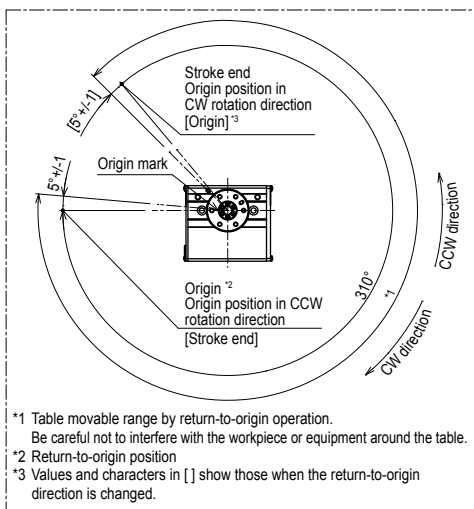 Stroke end
Origin position in
CW rotation direction
[Origin] *3
[5°+/-1]
Origin mark
5°+/-1
Origin *2
Origin position in CCW
rotation direction
[Stroke end]
310°
*1
CCW direction
CW direction
*1 Table movable range by return-to-origin operation.
Be careful not to interfere with the workpiece or equipment around the table.
*2 Return-to-origin position
*3 Values and characters in [ ] show those when the return-to-origin
direction is changed.